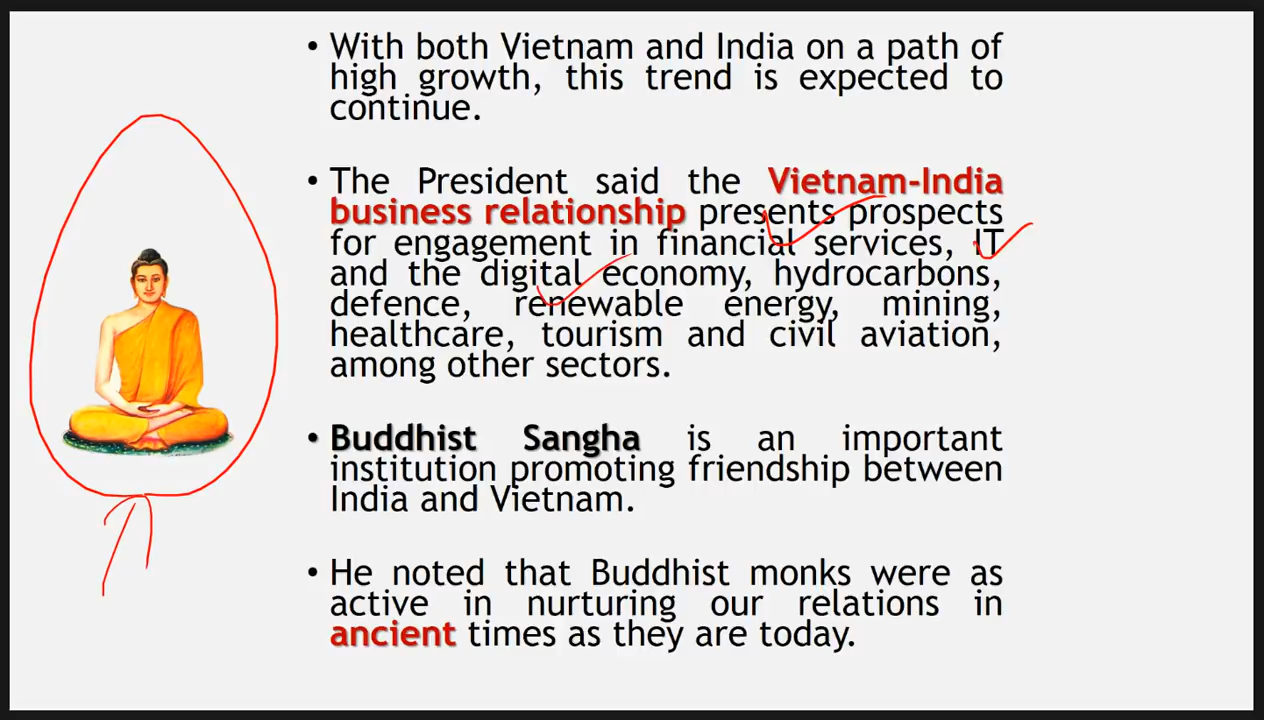 • With both Vietnam and India on a path of
high growth, this trend is expected to
continue.
• The President said the Vietnam-India
business relationship presents prospects
for engagement in financial services, IT
and the digital economy, hydrocarbons,
defence, renewable energy, mining,
healthcare, tourism and civil aviation,
among other sectors.
• Buddhist Sangha is an important
institution promoting friendship between
India and Vietnam.
• He noted that Buddhist monks were as
active in nurturing our relations in
ancient times as they are today.